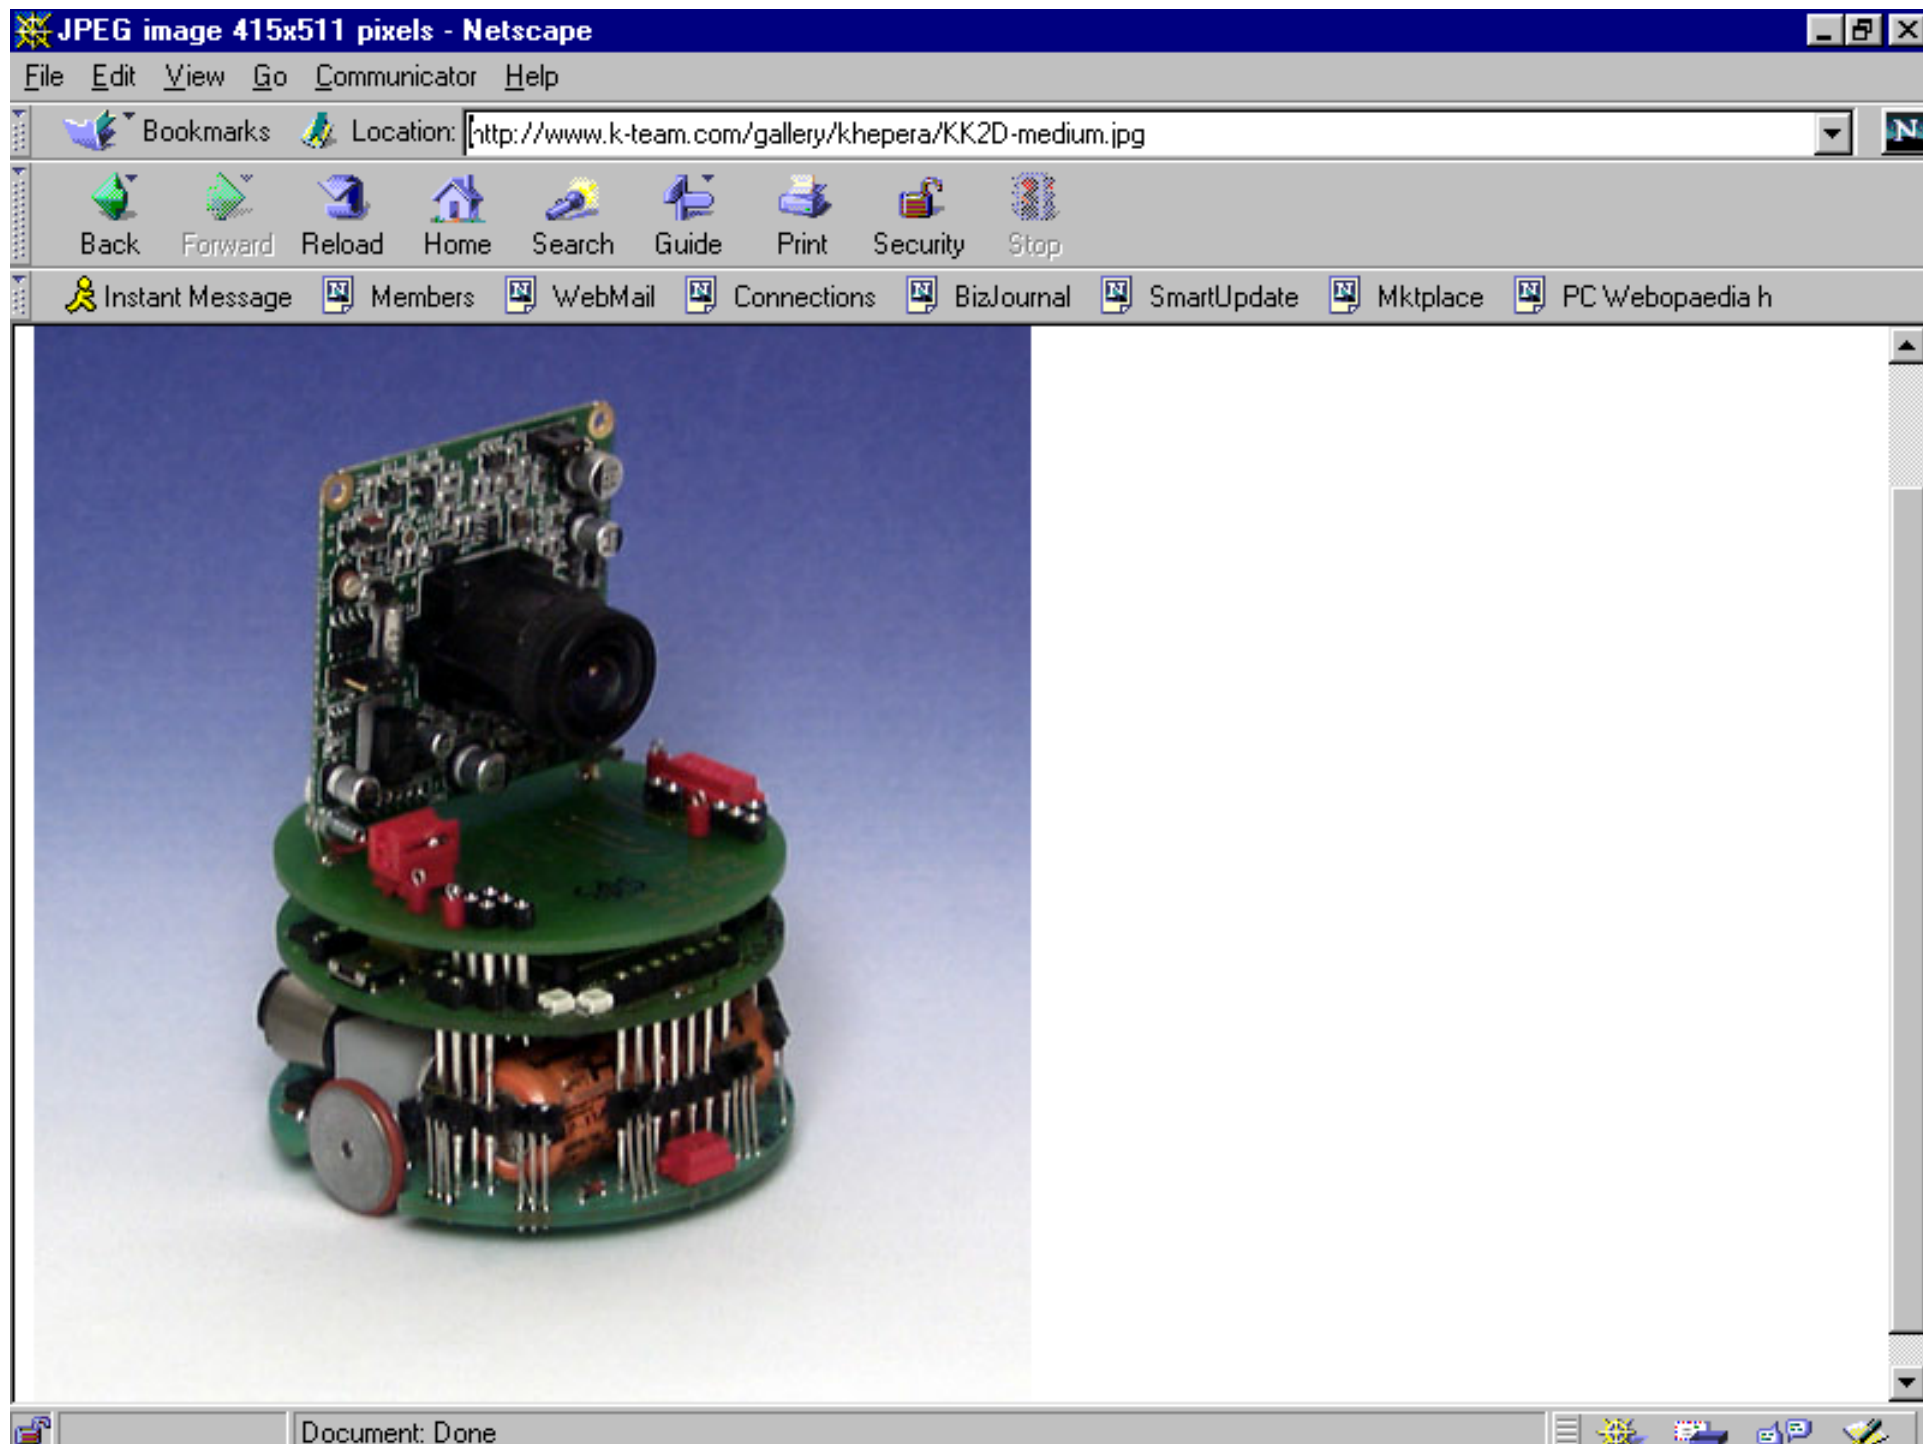 JPEG image 415x511 pixels - Netscape
File Edit View Go Communicator Help
Bookmarks Location: http://www.k-team.com/gallery/khepera/KK2D-medium.jpg
N
Back Forward Reload Home Search Guide Print Security Stop
Instant Message Members WebMail Connections BizJournal SmartUpdate Mktplace PC Webopaedia h
Document: Done